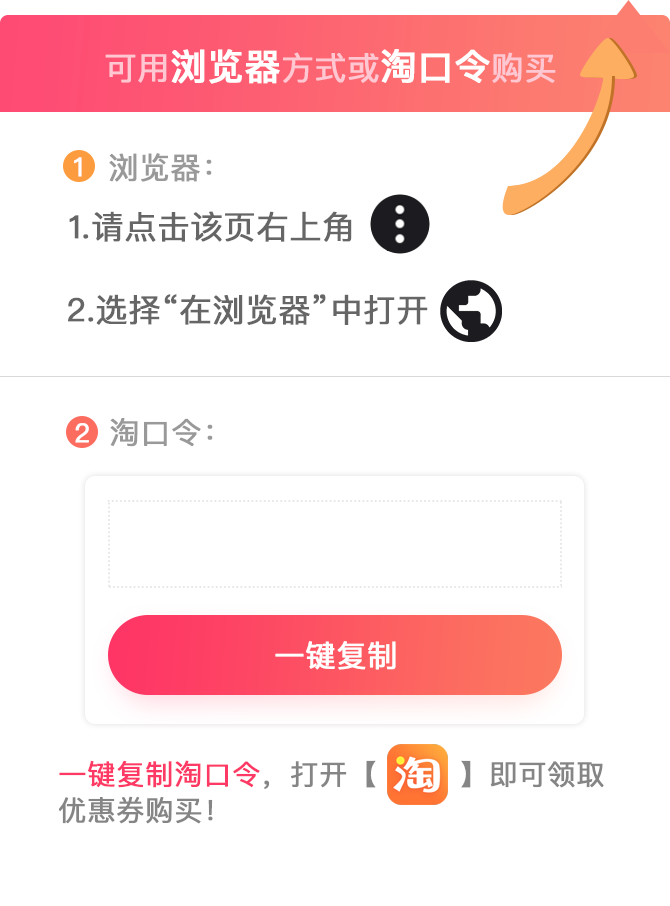 可用浏览器方式或淘口令购买
1 浏览器：
1.请点击该页右上角
2.选择“在浏览器”中打开
2 淘口令：
一键复制
一键复制淘口令，打开【淘】即可领取
优惠券购买！